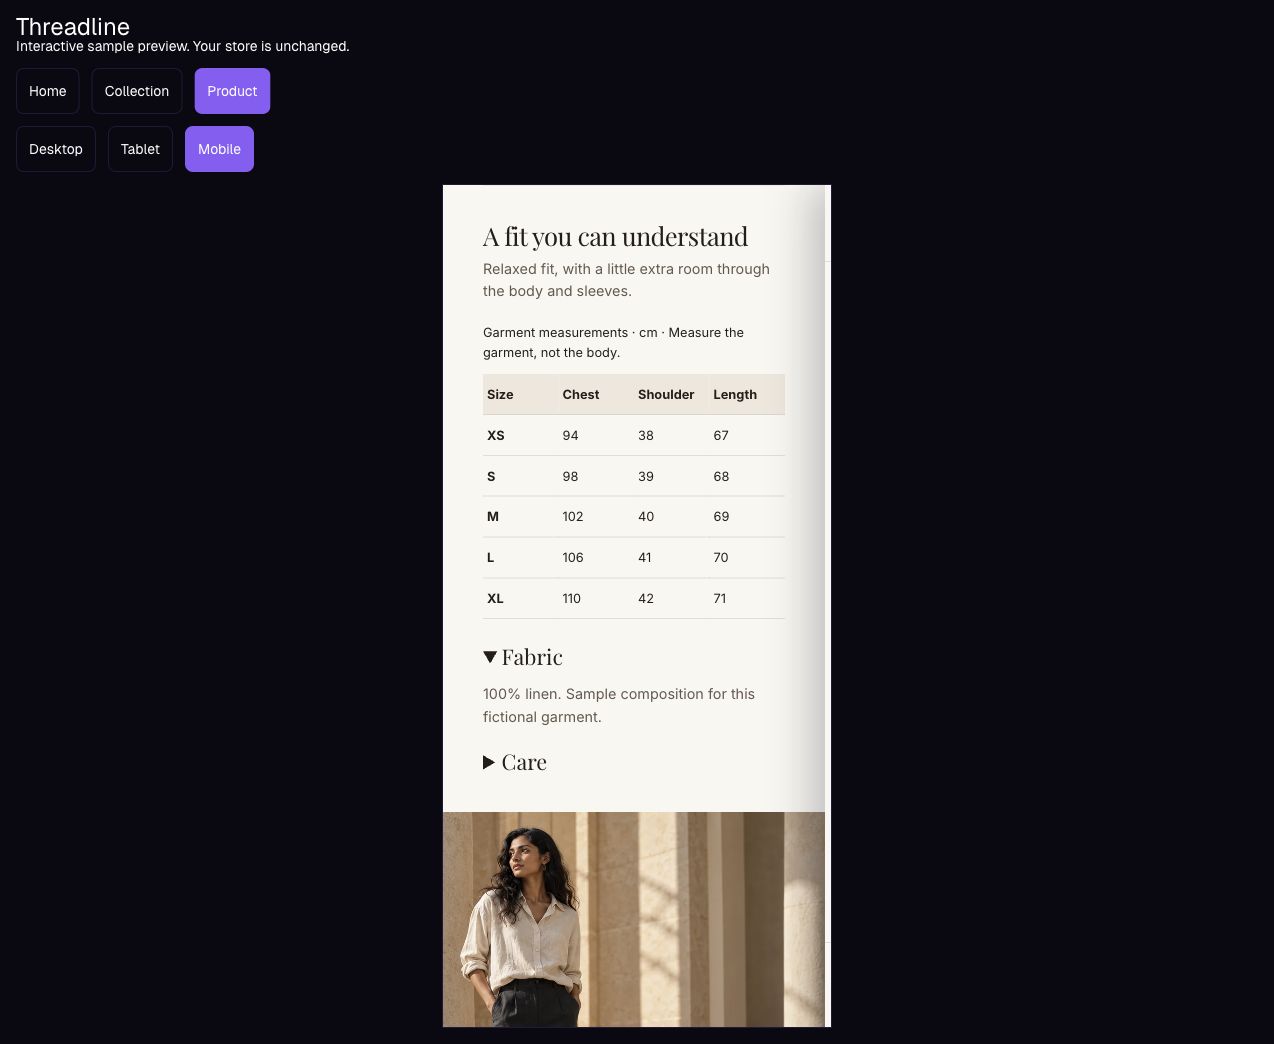 Threadline
Interactive sample preview. Your store is unchanged.
Home Collection Product
Desktop Tablet Mobile
A fit you can understand
Relaxed fit, with a little extra room through
the body and sleeves.
Garment measurements · cm · Measure the
garment, not the body.
Size Chest Shoulder Length
XS 94 38 67
S 98 39 68
M 102 40 69
L 106 41 70
XL 110 42 71
Fabric
100% linen. Sample composition for this
fictional garment.
Care